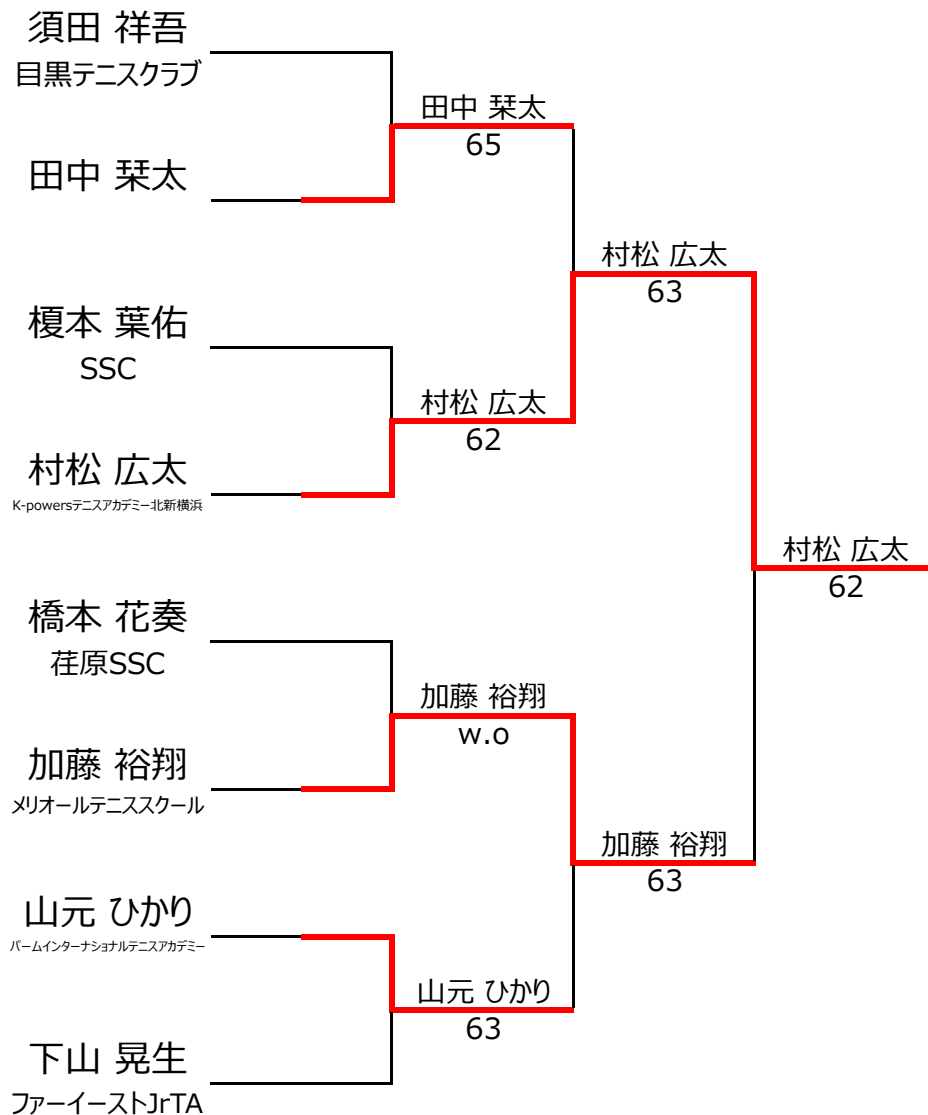 須田 祥吾
目黒テニスクラブ
田中 栞太
榎本 葉佑
SSC
村松 広太
K-powersテニスアカデミー北新横浜
橋本 花奏
荏原SSC
加藤 裕翔
メリオールテニススクール
山元 ひかり
パームインターナショナルテニスアカデミー
下山 晃生
ファーイーストJrTA
田中 栞太
65
村松 広太
62
加藤 裕翔
w.o
山元 ひかり
63
村松 広太
63
加藤 裕翔
63
村松 広太
62